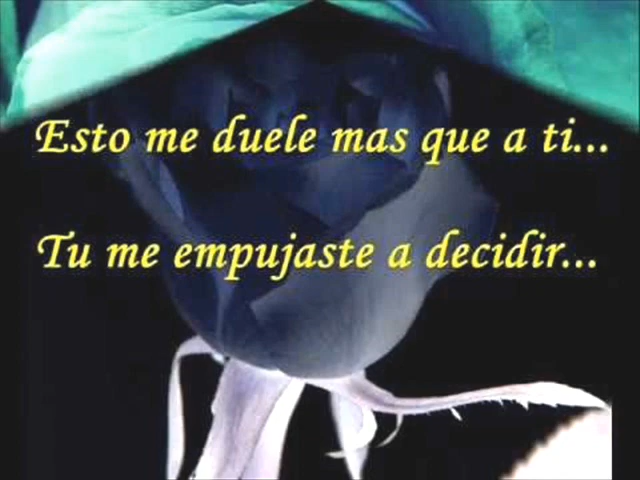 Esto me duele mas que a ti...
Tu me empujaste a decidir...